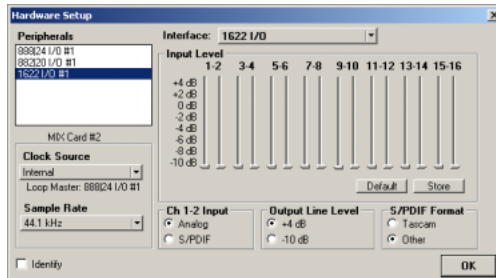 Hardware Setup
Peripherals
888|24 I/O #1
882|20 I/O #1
1622 I/O #1
MIX Card #2
Clock Source
Internal
Loop Master: 888|24 I/O #1
Sample Rate
44.1 kHz
Identify
Interface: 1622 I/O
Input Level
1-2 3-4 5-6 7-8 9-10 11-12 13-14 15-16
+4 dB
+2 dB
0 dB
-2 dB
-4 dB
-6 dB
-8 dB
-10 dB
Default Store
Ch 1-2 Input
Analog
S/PDIF
Output Line Level
+4 dB
-10 dB
S/PDIF Format
Tascam
Other
OK